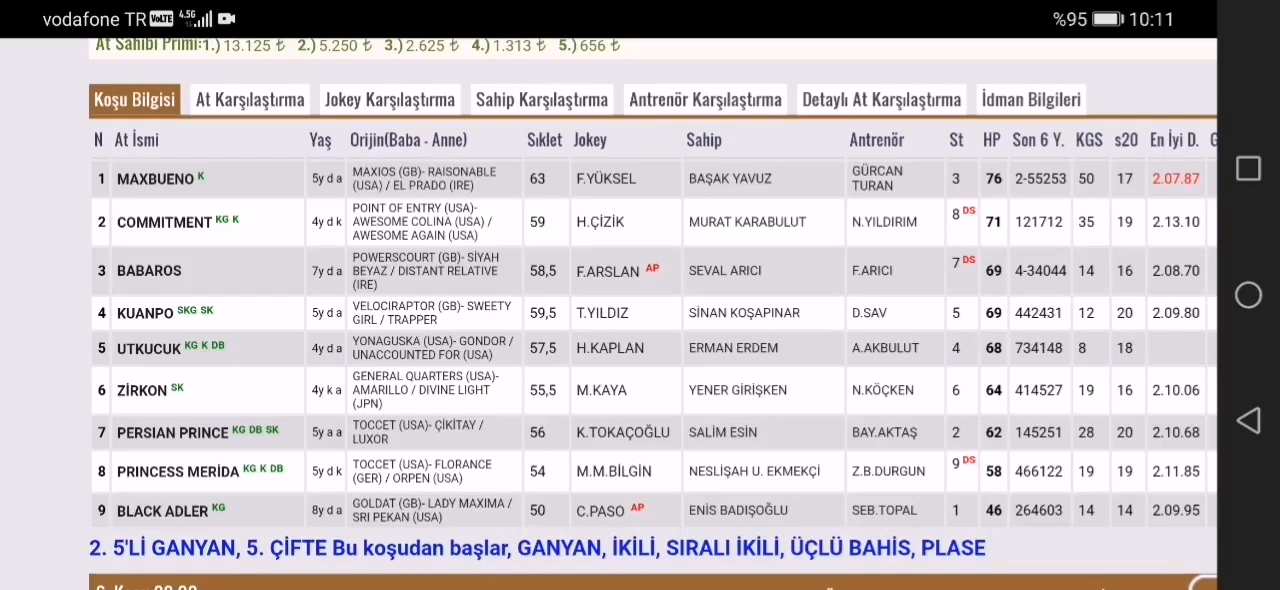 vodafone TR VoLTE 4.5G %95 10:11
At Sahibi Primi:1.) 13.125 ₺ 2.) 5.250 ₺ 3.) 2.625 ₺ 4.) 1.313 ₺ 5.) 656 ₺
Koşu Bilgisi At Karşılaştırma Jokey Karşılaştırma Sahip Karşılaştırma Antrenör Karşılaştırma Detaylı At Karşılaştırma İdman Bilgileri
N At İsmi Yaş Orijin(Baba - Anne) Sıklet Jokey Sahip Antrenör St HP Son 6 Y. KGS s20 En İyi D. G
1 MAXBUENO K 5y d a MAXIOS (GB)- RAISONABLE (USA) / EL PRADO (IRE) 63 F.YÜKSEL BAŞAK YAVUZ GÜRCAN TURAN 3 76 2-55253 50 17 2.07.87
2 COMMITMENT KG K 4y d k POINT OF ENTRY (USA)- AWESOME COLINA (USA) / AWESOME AGAIN (USA) 59 H.ÇİZİK MURAT KARABULUT N.YILDIRIM 8 DS 71 121712 35 19 2.13.10
3 BABAROS 7y d a POWERSCOURT (GB)- SİYAH BEYAZ / DISTANT RELATIVE (IRE) 58,5 F.ARSLAN AP SEVAL ARICI F.ARICI 7 DS 69 4-34044 14 16 2.08.70
4 KUANPO SKG SK 5y d a VELOCIRAPTOR (GB)- SWEETY GIRL / TRAPPER 59,5 T.YILDIZ SİNAN KOŞAPINAR D.SAV 5 69 442431 12 20 2.09.80
5 UTKUCUK KG K DB 4y d a YONAGUSKA (USA)- GONDOR / UNACCOUNTED FOR (USA) 57,5 H.KAPLAN ERMAN ERDEM A.AKBULUT 4 68 734148 8 18
6 ZİRKON SK 4y k a GENERAL QUARTERS (USA)- AMARILLO / DIVINE LIGHT (JPN) 55,5 M.KAYA YENER GİRİŞKEN N.KÖÇKEN 6 64 414527 19 16 2.10.06
7 PERSIAN PRINCE KG DB SK 5y a a TOCCET (USA)- ÇİKİTAY / LUXOR 56 K.TOKAÇOĞLU SALİM ESİN BAY.AKTAŞ 2 62 145251 28 20 2.10.68
8 PRINCESS MERİDA KG K DB 5y d k TOCCET (USA)- FLORANCE (GER) / ORPEN (USA) 54 M.M.BİLGİN NESLİŞAH U. EKMEKÇİ Z.B.DURGUN 9 DS 58 466122 19 19 2.11.85
9 BLACK ADLER KG 8y d a GOLDAT (GB)- LADY MAXIMA / SRI PEKAN (USA) 50 C.PASO AP ENİS BADIŞOĞLU SEB.TOPAL 1 46 264603 14 14 2.09.95
2. 5'Lİ GANYAN, 5. ÇİFTE Bu koşudan başlar, GANYAN, İKİLİ, SIRALI İKİLİ, ÜÇLÜ BAHİS, PLASE